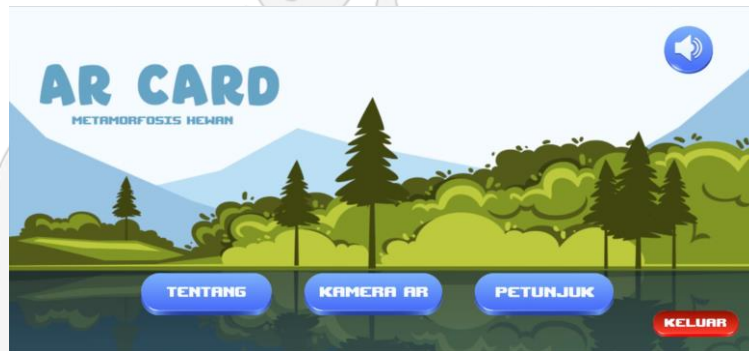 AR CARD
METAMORFOSIS HEWAN
TENTANG
KAMERA AR
PETUNJUK
KELUAR